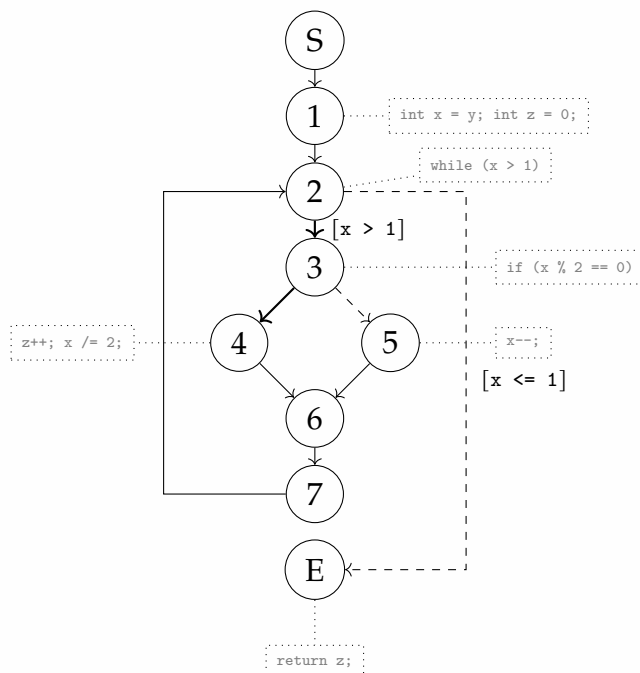 S
1
int x = y; int z = 0;
while (x > 1)
2
[x > 1]
3
if (x % 2 == 0)
z++; x /= 2;
4
5
x--;
[x <= 1]
6
7
E
return z;